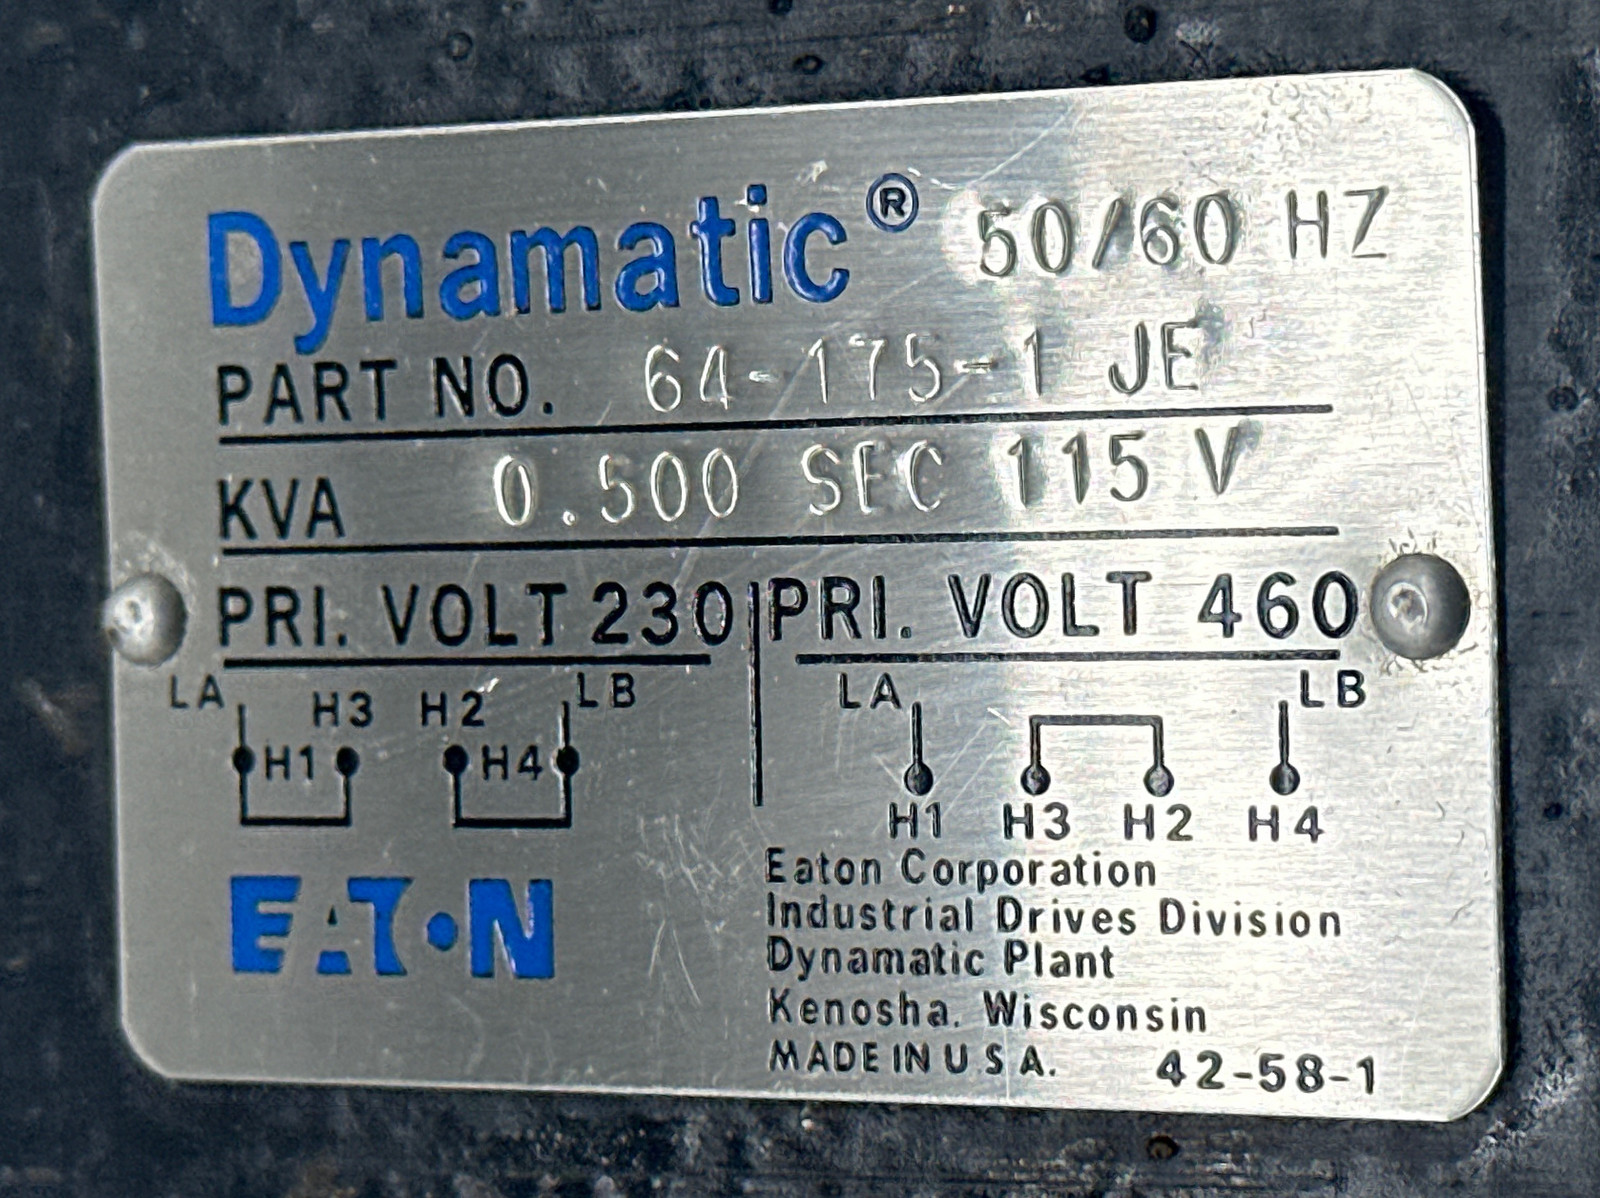 Dynamatic® 50/60 HZ
PART NO. 64-175-1 JE
KVA 0.500 SEC 115 V
PRI. VOLT 230 PRI. VOLT 460
LA H3 H2 LB LA LB
H1 H4
H1 H3 H2 H4
EATON
Eaton Corporation
Industrial Drives Division
Dynamatic Plant
Kenosha, Wisconsin
MADE IN U.S.A. 42-58-1